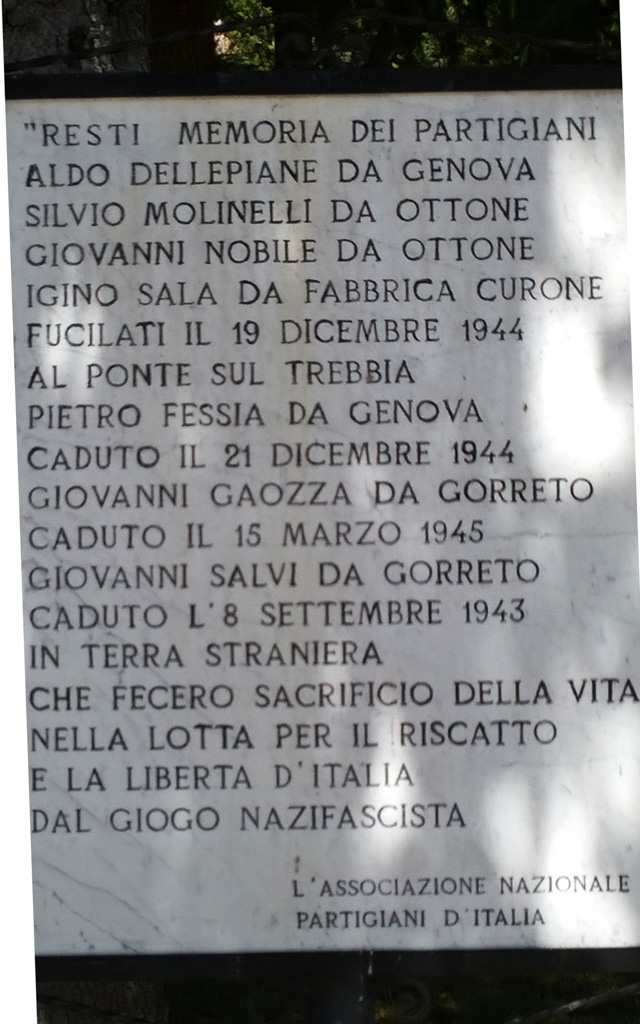 "RESTI MEMORIA DEI PARTIGIANI
ALDO DELLEPIANE DA GENOVA
SILVIO MOLINELLI DA OTTONE
GIOVANNI NOBILE DA OTTONE
IGINO SALA DA FABBRICA CURONE
FUCILATI IL 19 DICEMBRE 1944
AL PONTE SUL TREBBIA
PIETRO FESSIA DA GENOVA
CADUTO IL 21 DICEMBRE 1944
GIOVANNI GAOZZA DA GORRETO
CADUTO IL 15 MARZO 1945
GIOVANNI SALVI DA GORRETO
CADUTO L'8 SETTEMBRE 1943
IN TERRA STRANIERA
CHE FECERO SACRIFICIO DELLA VITA
NELLA LOTTA PER IL RISCATTO
E LA LIBERTA D'ITALIA
DAL GIOGO NAZIFASCISTA
L'ASSOCIAZIONE NAZIONALE
PARTIGIANI D'ITALIA